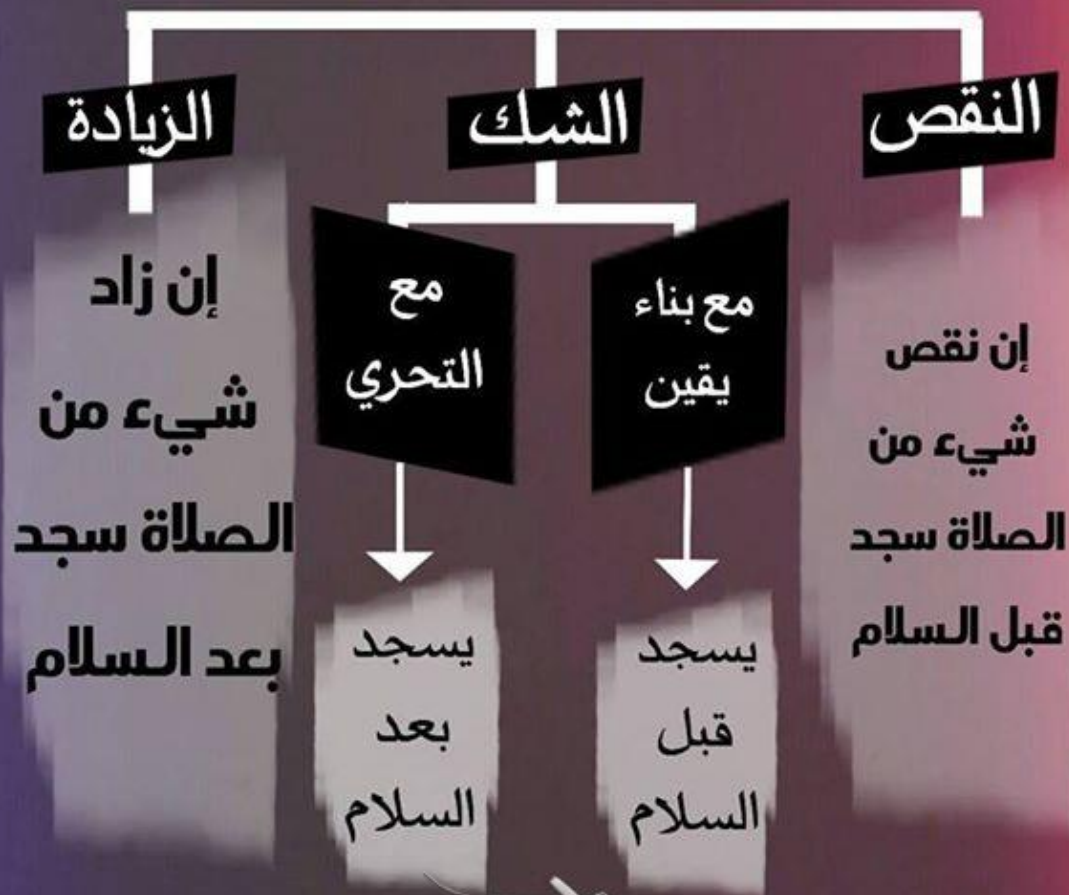 النقص
إن نقص
شيء من
الصلاة سجد
قبل السلام
الشك
مع بناء
يقين
يسجد
قبل
السلام
مع
التحري
يسجد
بعد
السلام
الزيادة
إن زاد
شيء من
الصلاة سجد
بعد السلام